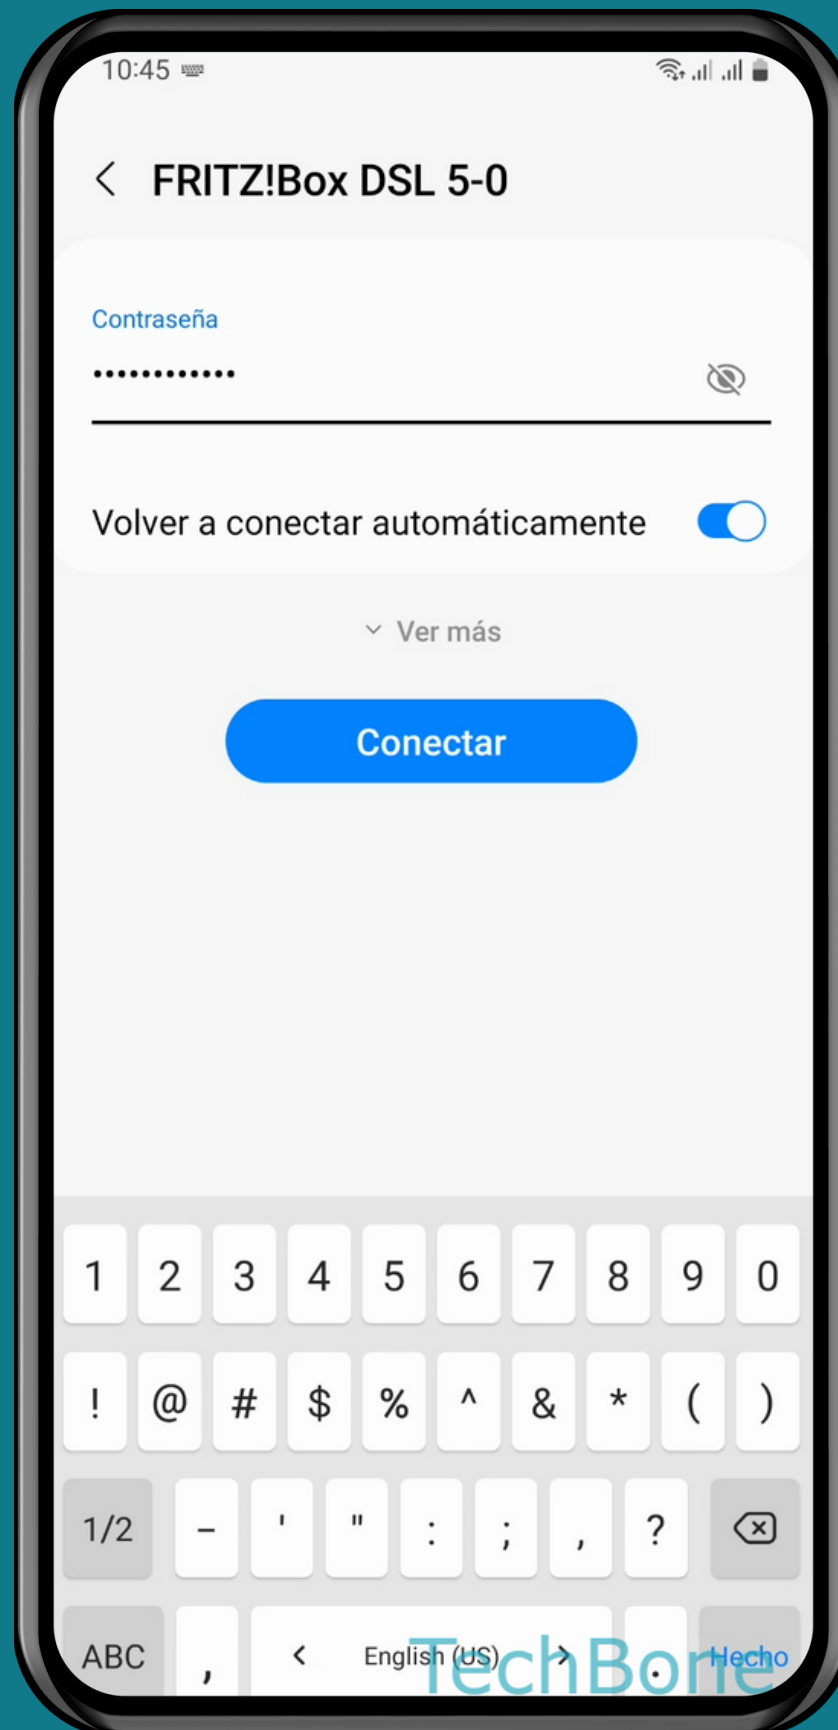 10:45
FRITZ!Box DSL 5-0
Contraseña
••••••••••••
Volver a conectar automáticamente
Ver más
Conectar
1 2 3 4 5 6 7 8 9 0
! @ # $ % ^ & * ( )
1/2 - ' " : ; , ?
ABC , < English (US) > . Hecho
TechBone